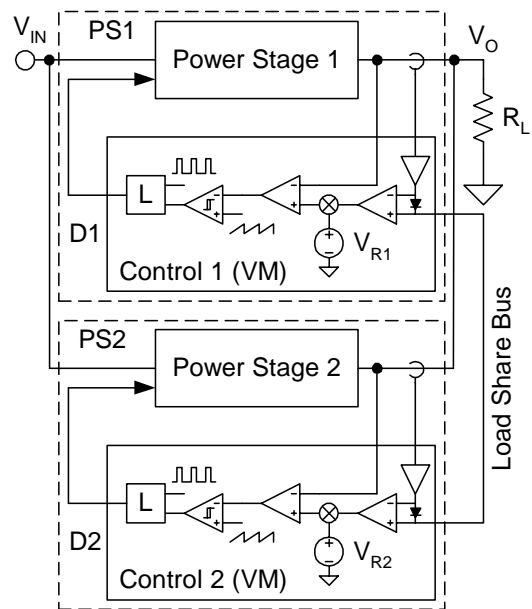 V_IN
PS1
Power Stage 1
V_O
R_L
L
D1
V_R1
Control 1 (VM)
Load Share Bus
PS2
Power Stage 2
L
D2
V_R2
Control 2 (VM)